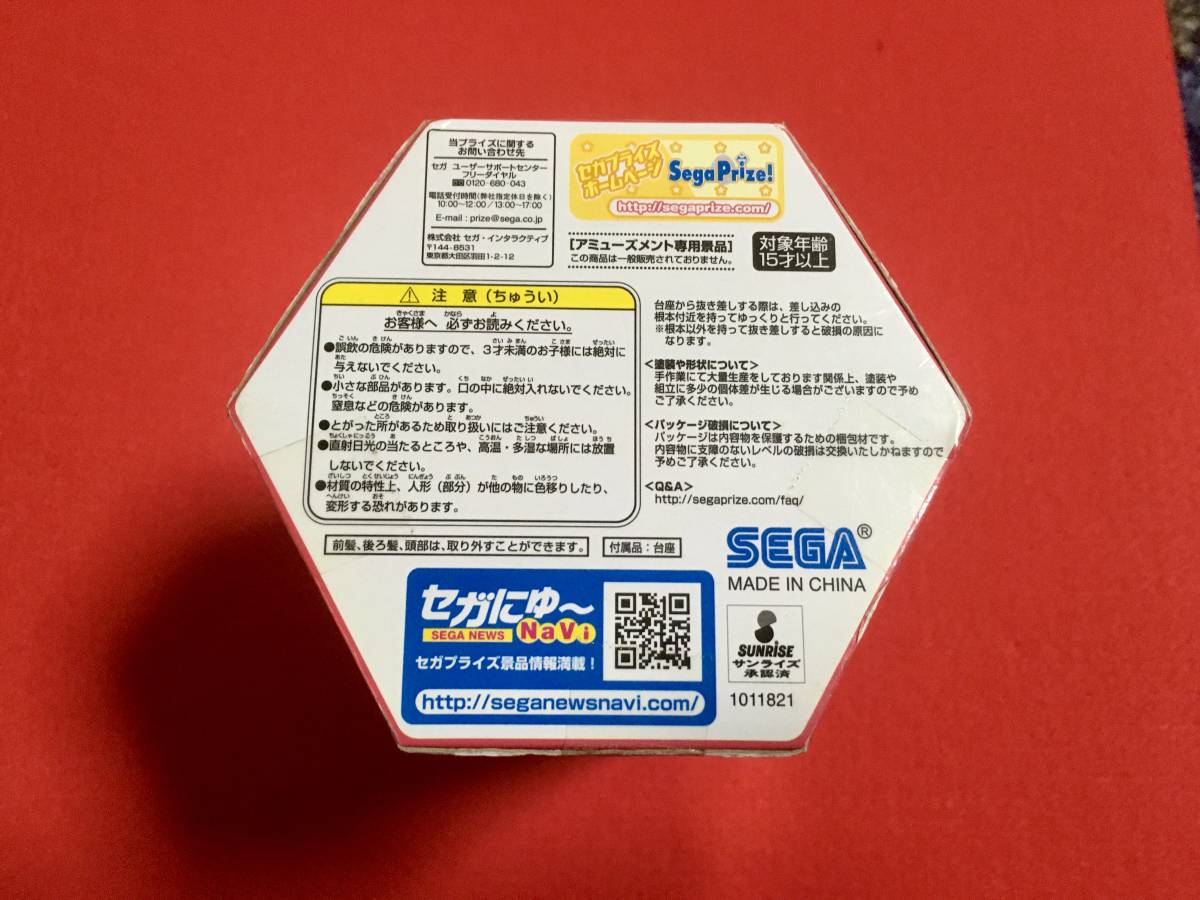 当プライズに関する
お問い合わせ先
セガ ユーザーサポートセンター
フリーダイヤル
0120-680-043
電話受付時間(弊社指定休日を除く)
10:00〜12:00/13:00〜17:00
E-mail : prize@sega.co.jp
株式会社 セガ・インタラクティブ
〒144-8531
東京都大田区羽田1-2-12
セガプライズ
ホームページ
SegaPrize!
http://segaprize.com/
[アミューズメント専用景品]
この商品は一般販売されておりません。
対象年齢
15才以上
⚠ 注 意(ちゅうい)
お客様へ 必ずお読みください。
●誤飲の危険がありますので、3才未満のお子様には絶対に
与えないでください。
●小さな部品があります。口の中に絶対入れないでください。
窒息などの危険があります。
●とがった所があるため取り扱いにはご注意ください。
●直射日光の当たるところや、高温・多湿な場所には放置
しないでください。
●材質の特性上、人形(部分)が他の物に色移りしたり、
変形する恐れがあります。
台座から抜き差しする際は、差し込みの
根本付近を持ってゆっくりと行ってください。
※根本以外を持って抜き差しすると破損の原因に
なります。
<塗装や形状について>
手作業にて大量生産をしております関係上、塗装や
組立に多少の個体差が生じる場合がございますので予め
ご了承ください。
<パッケージ破損について>
パッケージは内容物を保護するための梱包材です。
内容物に支障のないレベルの破損は交換いたしかねますので
予めご了承ください。
<Q&A>
http://segaprize.com/faq/
前髪、後ろ髪、頭部は、取り外すことができます。
付属品:台座
SEGA®
MADE IN CHINA
セガにゅ〜
SEGA NEWS NaVi
セガプライズ景品情報満載!
http://seganewsnavi.com/
SUNRISE
サンライズ
承認済
1011821